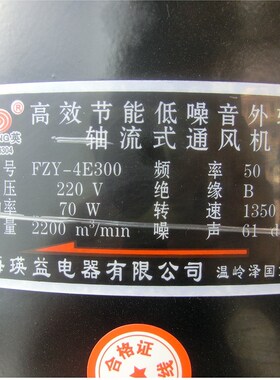 ®
高效节能低噪音外
轴流式通风机
号 FZY-4E300 频 率 50
压 220 V 绝 缘 B
率 70 W 转 速 1350
量 2200 m³/min 噪 声 61 d
瑛益电器有限公司 温岭泽国
合格证